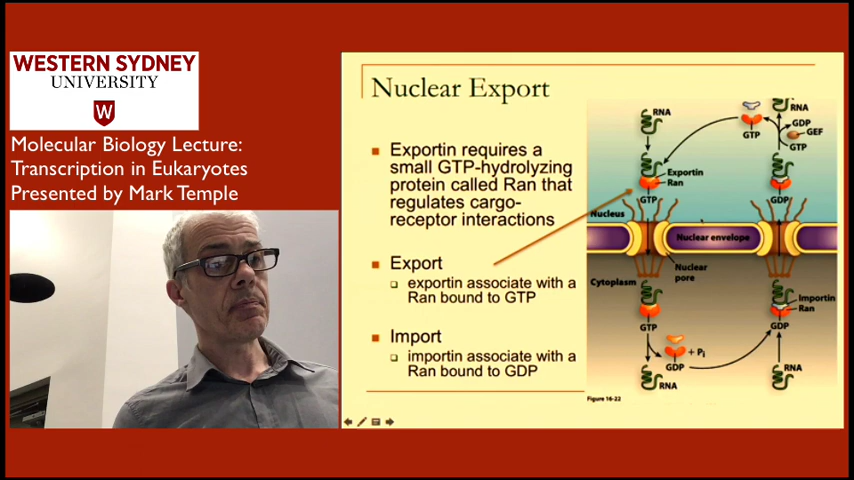 WESTERN SYDNEY
UNIVERSITY
W
Molecular Biology Lecture:
Transcription in Eukaryotes
Presented by Mark Temple
Nuclear Export
Exportin requires a
small GTP-hydrolyzing
protein called Ran that
regulates cargo-
receptor interactions
Export
exportin associate with a
Ran bound to GTP
Import
importin associate with a
Ran bound to GDP
RNA
Exportin
Ran
GTP
Nucleus
Nuclear envelope
Nuclear
pore
Cytoplasm
GTP
+ Pi
GDP
RNA
RNA
GDP
GEF
GTP
GTP
GDP
Importin
Ran
GDP
RNA
Figure 16-22